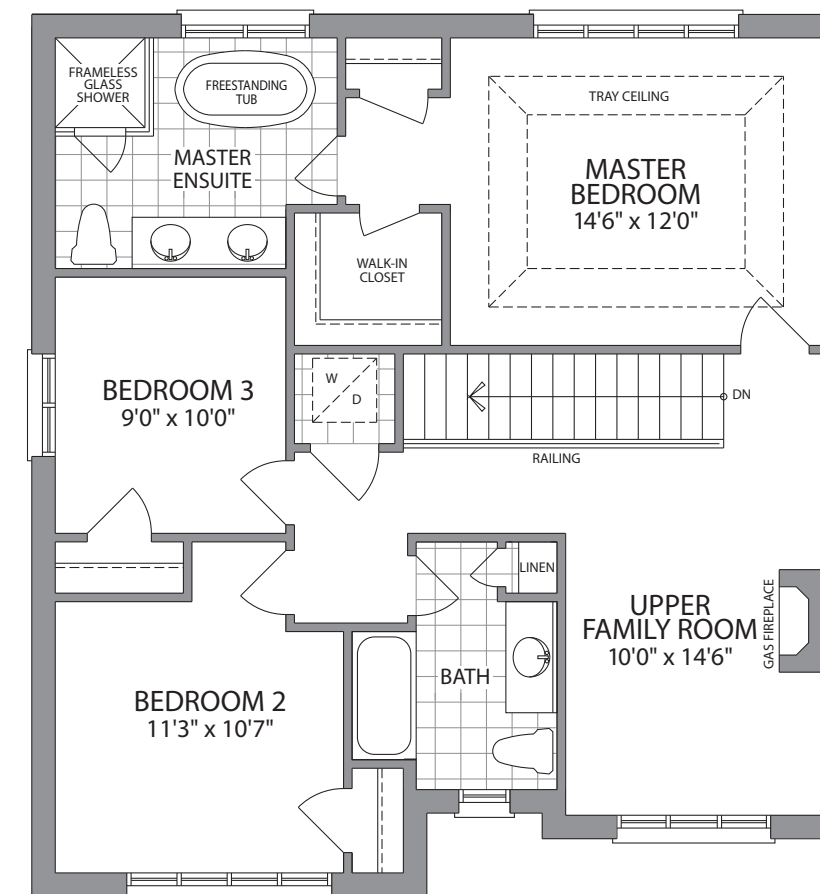 FRAMELESS
GLASS
SHOWER
FREESTANDING
TUB
MASTER
ENSUITE
TRAY CEILING
MASTER
BEDROOM
14'6" x 12'0"
WALK-IN
CLOSET
BEDROOM 3
9'0" x 10'0"
W
D
DN
RAILING
LINEN
UPPER
FAMILY ROOM
10'0" x 14'6"
GAS FIREPLACE
BATH
BEDROOM 2
11'3" x 10'7"